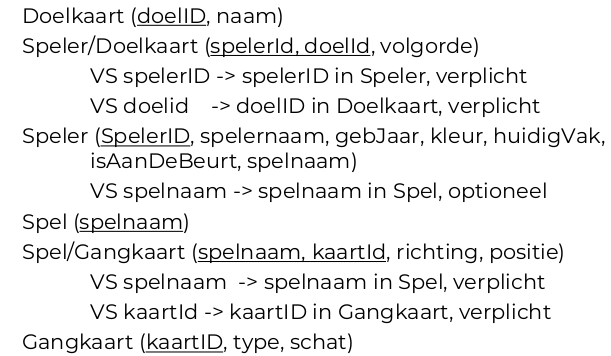 Doelkaart (doelID, naam)
Speler/Doelkaart (spelerId, doelId, volgorde)
VS spelerID -> spelerID in Speler, verplicht
VS doelid -> doelID in Doelkaart, verplicht
Speler (SpelerID, spelernaam, gebJaar, kleur, huidigVak,
isAanDeBeurt, spelnaam)
VS spelnaam -> spelnaam in Spel, optioneel
Spel (spelnaam)
Spel/Gangkaart (spelnaam, kaartId, richting, positie)
VS spelnaam -> spelnaam in Spel, verplicht
VS kaartId -> kaartID in Gangkaart, verplicht
Gangkaart (kaartID, type, schat)